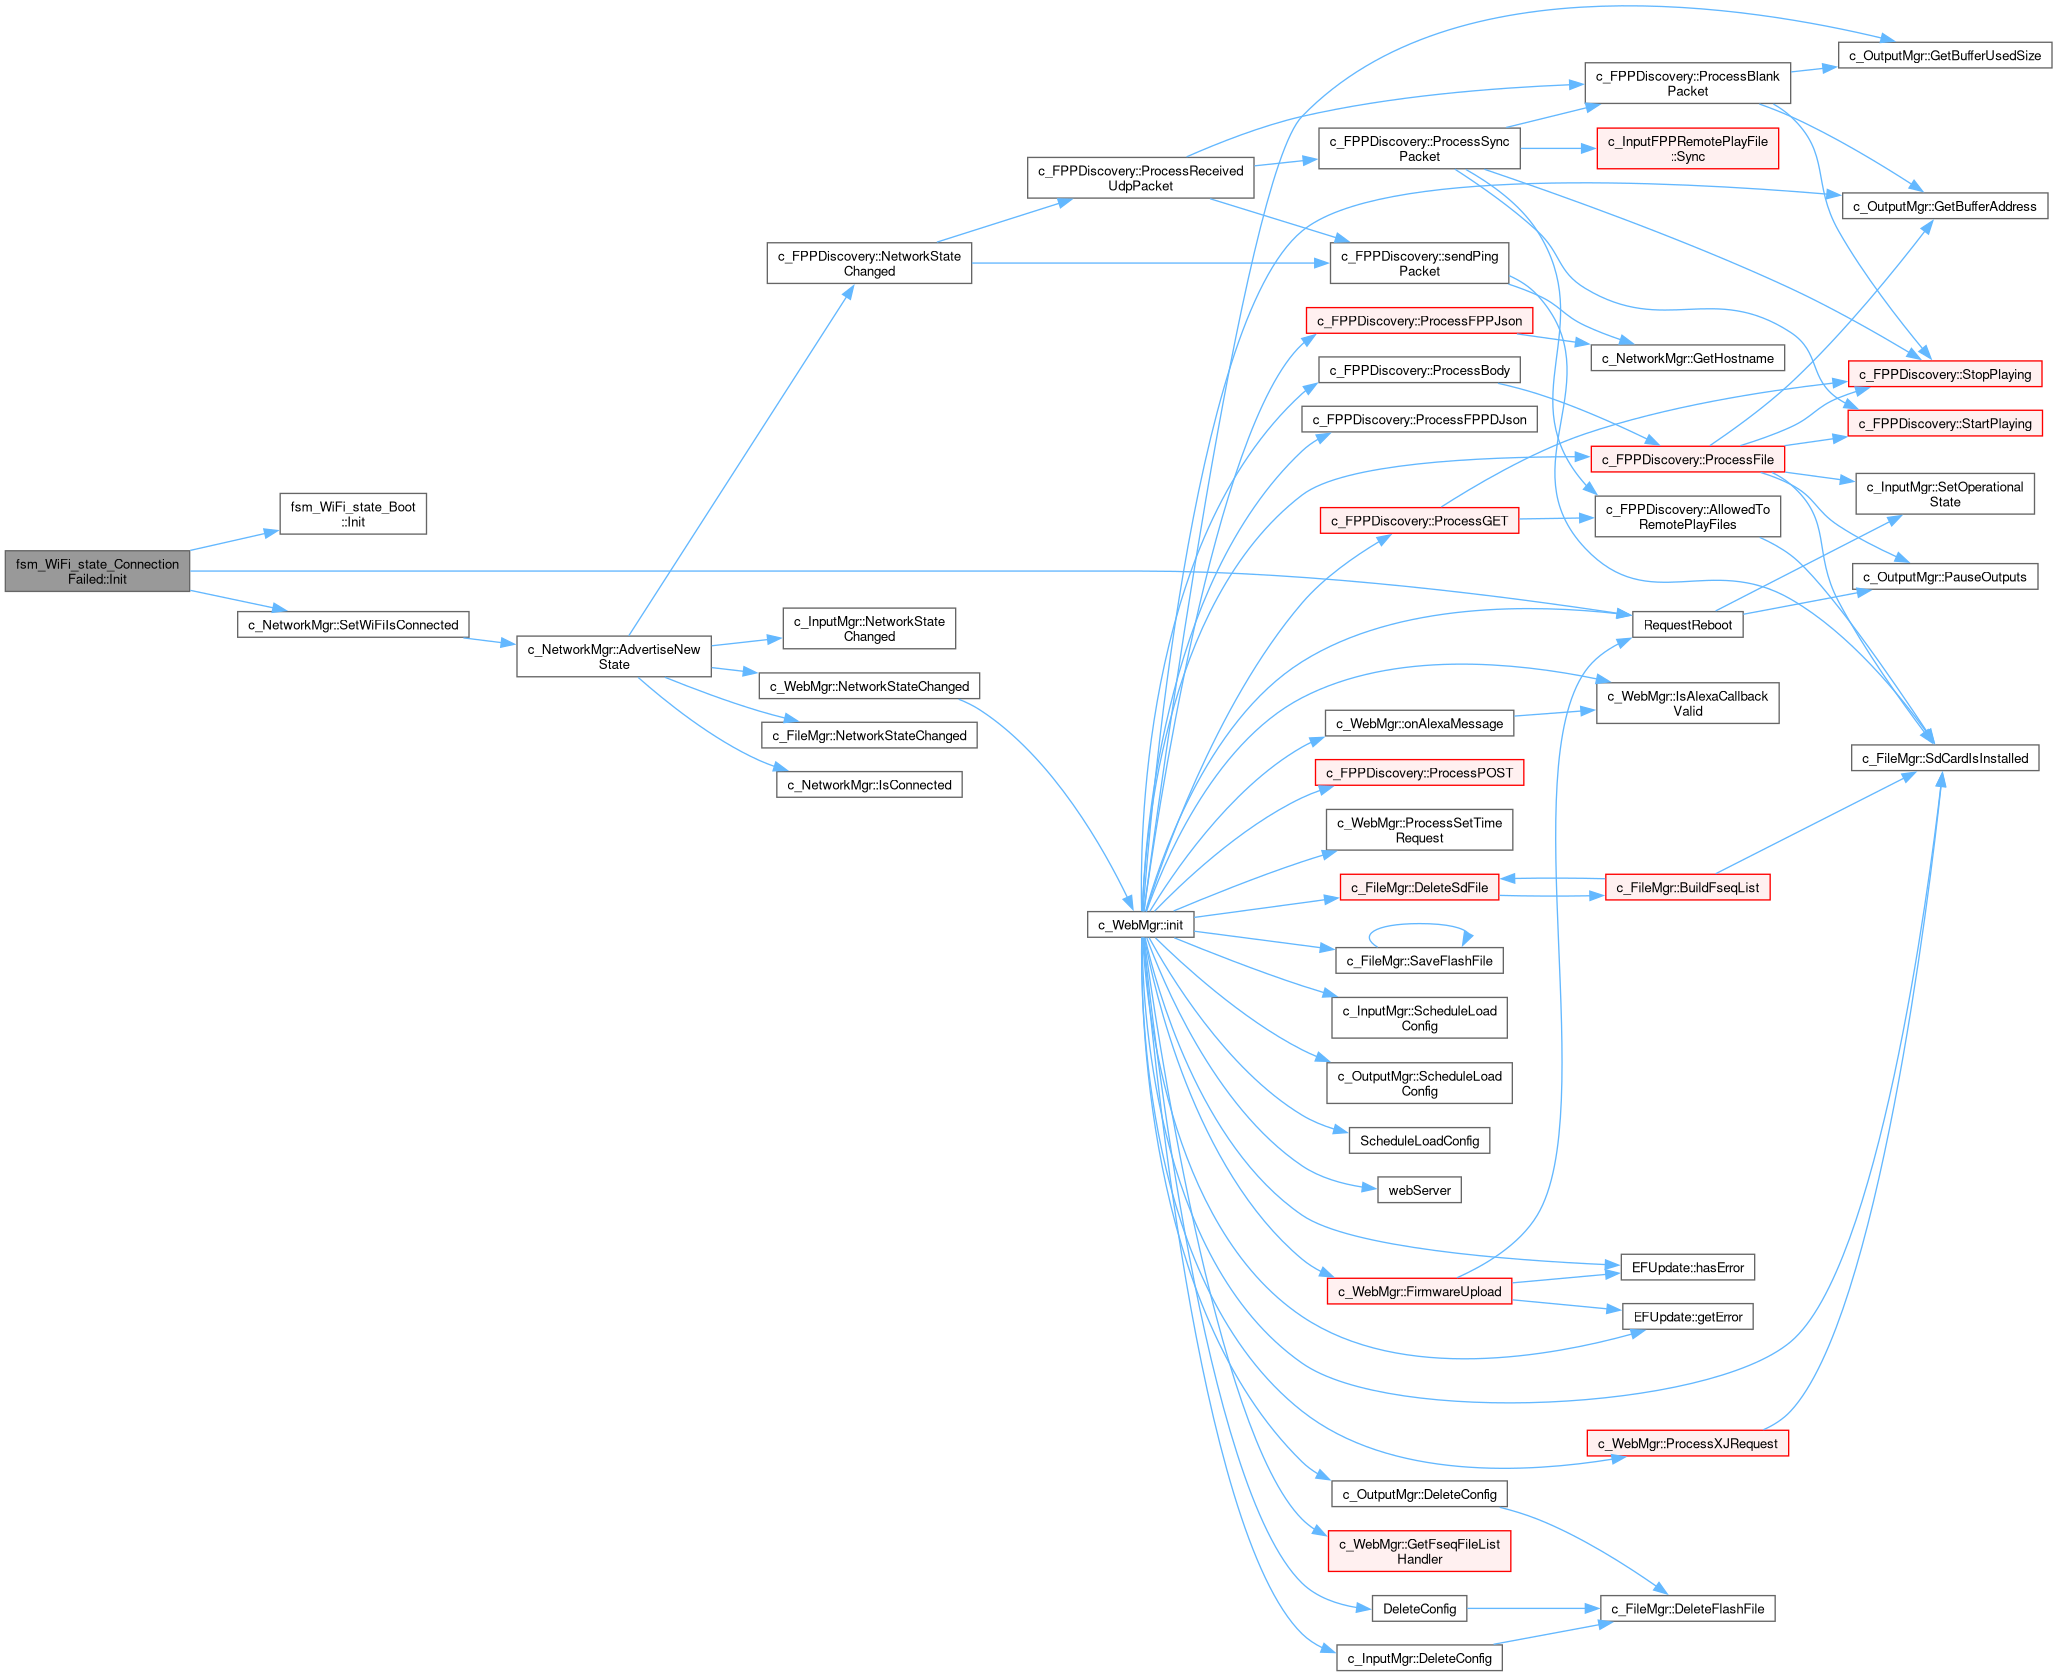 fsm_WiFi_state_Connection
Failed::Init
fsm_WiFi_state_Boot
::Init
c_NetworkMgr::SetWiFiIsConnected
c_NetworkMgr::AdvertiseNew
State
c_FPPDiscovery::NetworkState
Changed
c_InputMgr::NetworkState
Changed
c_WebMgr::NetworkStateChanged
c_FileMgr::NetworkStateChanged
c_NetworkMgr::IsConnected
c_FPPDiscovery::ProcessReceived
UdpPacket
c_WebMgr::init
c_FPPDiscovery::ProcessSync
Packet
c_FPPDiscovery::sendPing
Packet
c_FPPDiscovery::ProcessFPPJson
c_FPPDiscovery::ProcessBody
c_FPPDiscovery::ProcessFPPDJson
c_FPPDiscovery::ProcessGET
c_WebMgr::onAlexaMessage
c_FPPDiscovery::ProcessPOST
c_WebMgr::ProcessSetTime
Request
c_FileMgr::DeleteSdFile
c_FileMgr::SaveFlashFile
c_InputMgr::ScheduleLoad
Config
c_OutputMgr::ScheduleLoad
Config
ScheduleLoadConfig
webServer
c_WebMgr::FirmwareUpload
c_OutputMgr::DeleteConfig
c_WebMgr::GetFseqFileList
Handler
DeleteConfig
c_InputMgr::DeleteConfig
c_FPPDiscovery::ProcessBlank
Packet
c_InputFPPRemotePlayFile
::Sync
c_NetworkMgr::GetHostname
c_FPPDiscovery::ProcessFile
c_FPPDiscovery::AllowedTo
RemotePlayFiles
RequestReboot
c_WebMgr::IsAlexaCallback
Valid
c_FileMgr::BuildFseqList
EFUpdate::hasError
EFUpdate::getError
c_WebMgr::ProcessXJRequest
c_FileMgr::DeleteFlashFile
c_OutputMgr::GetBufferUsedSize
c_OutputMgr::GetBufferAddress
c_FPPDiscovery::StopPlaying
c_FPPDiscovery::StartPlaying
c_InputMgr::SetOperational
State
c_OutputMgr::PauseOutputs
c_FileMgr::SdCardIsInstalled